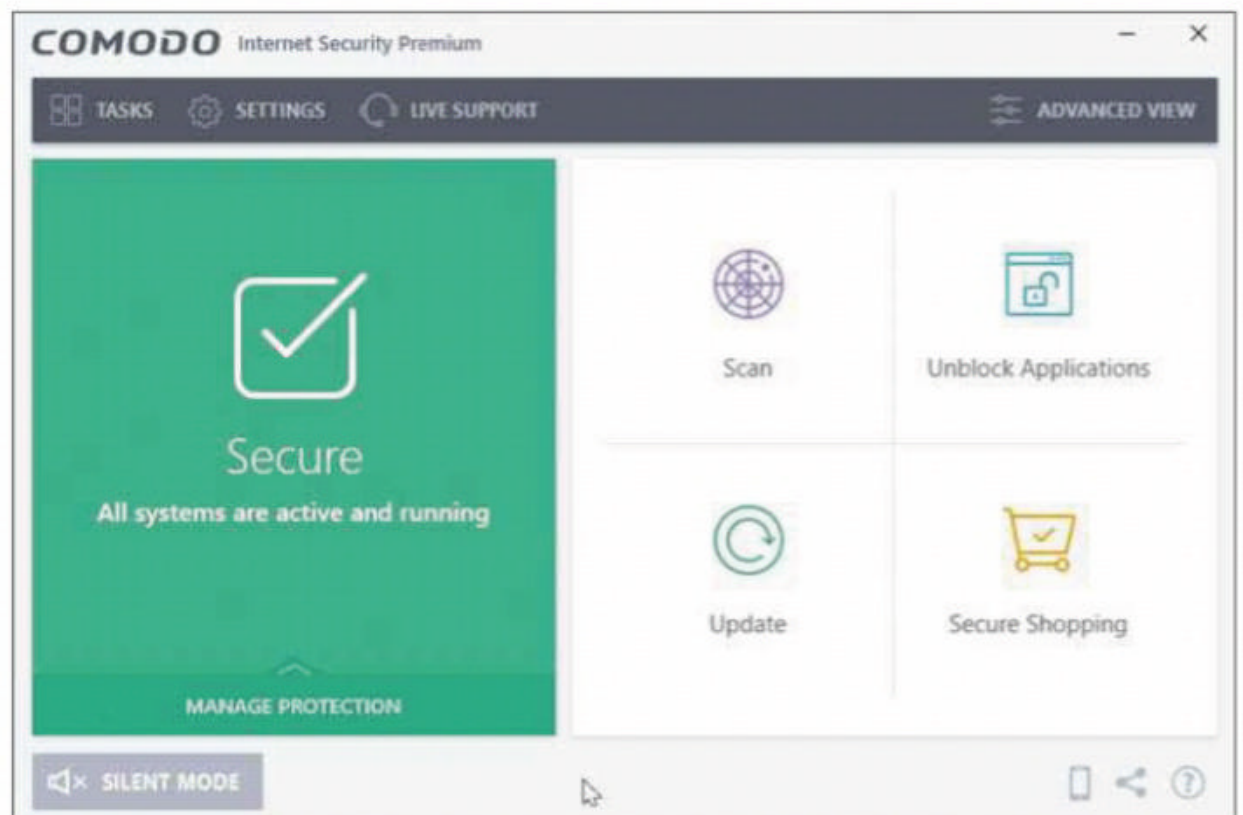 COMODO Internet Security Premium
TASKS SETTINGS LIVE SUPPORT ADVANCED VIEW
Secure
All systems are active and running
MANAGE PROTECTION
Scan
Unblock Applications
Update
Secure Shopping
SILENT MODE
?